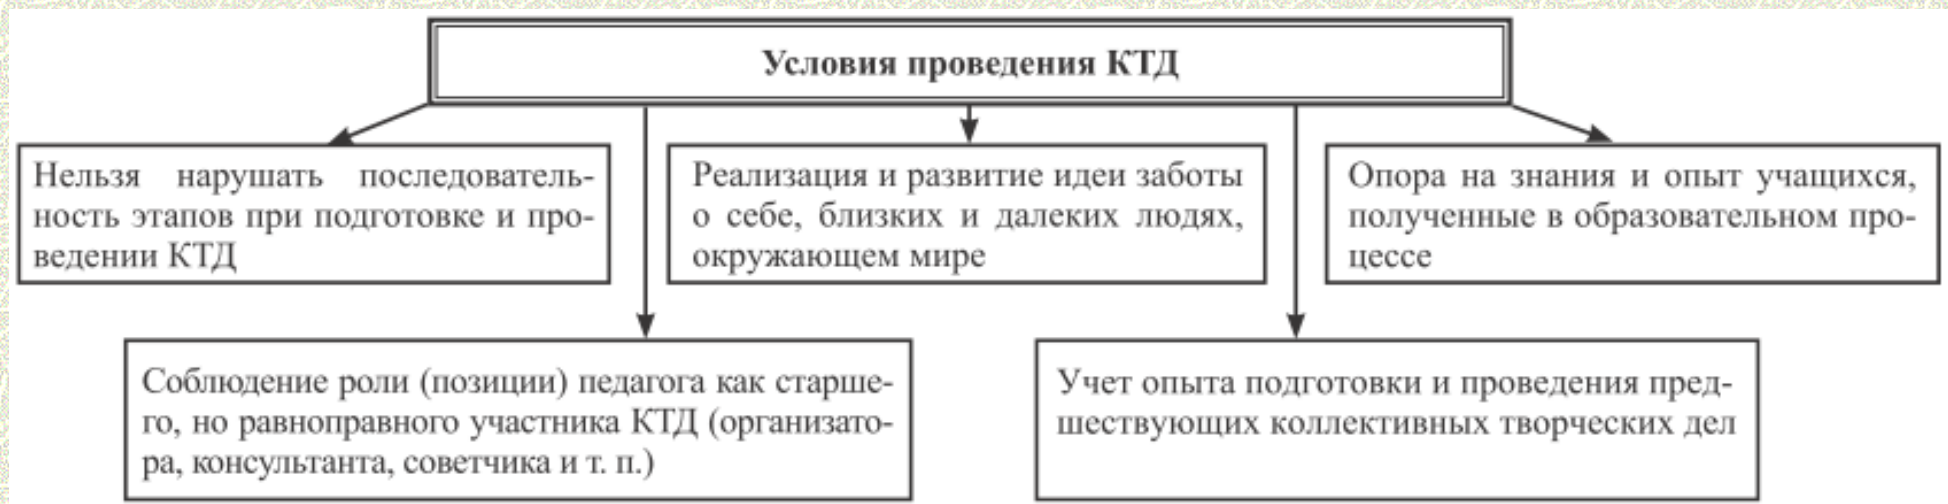 Условия проведения КТД
Нельзя нарушать последователь-
ность этапов при подготовке и про-
ведении КТД
Реализация и развитие идеи заботы
о себе, близких и далеких людях,
окружающем мире
Опора на знания и опыт учащихся,
полученные в образовательном про-
цессе
Соблюдение роли (позиции) педагога как старше-
го, но равноправного участника КТД (организато-
ра, консультанта, советчика и т. п.)
Учет опыта подготовки и проведения пред-
шествующих коллективных творческих дел